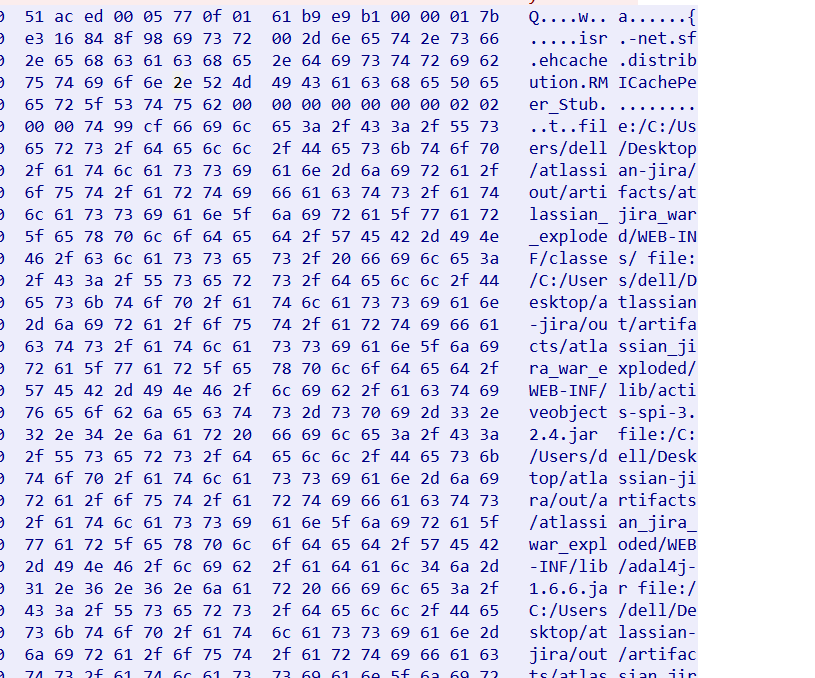 0 51 ac ed 00 05 77 0f 01 61 b9 e9 b1 00 00 01 7b Q....w.. a......{
0 e3 16 84 8f 98 69 73 72 00 2d 6e 65 74 2e 73 66 .....isr .-net.sf
0 2e 65 68 63 61 63 68 65 2e 64 69 73 74 72 69 62 .ehcache .distrib
0 75 74 69 6f 6e 2e 52 4d 49 43 61 63 68 65 50 65 ution.RM ICachePe
0 65 72 5f 53 74 75 62 00 00 00 00 00 00 00 02 02 er_Stub. ........
0 00 00 74 99 cf 66 69 6c 65 3a 2f 43 3a 2f 55 73 ..t..fil e:/C:/Us
0 65 72 73 2f 64 65 6c 6c 2f 44 65 73 6b 74 6f 70 ers/dell /Desktop
0 2f 61 74 6c 61 73 73 69 61 6e 2d 6a 69 72 61 2f /atlassi an-jira/
0 6f 75 74 2f 61 72 74 69 66 61 63 74 73 2f 61 74 out/arti facts/at
0 6c 61 73 73 69 61 6e 5f 6a 69 72 61 5f 77 61 72 lassian_ jira_war
0 5f 65 78 70 6c 6f 64 65 64 2f 57 45 42 2d 49 4e _explode d/WEB-IN
0 46 2f 63 6c 61 73 73 65 73 2f 20 66 69 6c 65 3a F/classe s/ file:
0 2f 43 3a 2f 55 73 65 72 73 2f 64 65 6c 6c 2f 44 /C:/User s/dell/D
0 65 73 6b 74 6f 70 2f 61 74 6c 61 73 73 69 61 6e esktop/a tlassian
0 2d 6a 69 72 61 2f 6f 75 74 2f 61 72 74 69 66 61 -jira/ou t/artifa
0 63 74 73 2f 61 74 6c 61 73 73 69 61 6e 5f 6a 69 cts/atla ssian_ji
0 72 61 5f 77 61 72 5f 65 78 70 6c 6f 64 65 64 2f ra_war_e xploded/
0 57 45 42 2d 49 4e 46 2f 6c 69 62 2f 61 63 74 69 WEB-INF/ lib/acti
0 76 65 6f 62 6a 65 63 74 73 2d 73 70 69 2d 33 2e veobject s-spi-3.
0 32 2e 34 2e 6a 61 72 20 66 69 6c 65 3a 2f 43 3a 2.4.jar file:/C:
0 2f 55 73 65 72 73 2f 64 65 6c 6c 2f 44 65 73 6b /Users/d ell/Desk
0 74 6f 70 2f 61 74 6c 61 73 73 69 61 6e 2d 6a 69 top/atla ssian-ji
0 72 61 2f 6f 75 74 2f 61 72 74 69 66 61 63 74 73 ra/out/a rtifacts
0 2f 61 74 6c 61 73 73 69 61 6e 5f 6a 69 72 61 5f /atlassi an_jira_
0 77 61 72 5f 65 78 70 6c 6f 64 65 64 2f 57 45 42 war_expl oded/WEB
0 2d 49 4e 46 2f 6c 69 62 2f 61 64 61 6c 34 6a 2d -INF/lib /adal4j-
0 31 2e 36 2e 36 2e 6a 61 72 20 66 69 6c 65 3a 2f 1.6.6.ja r file:/
0 43 3a 2f 55 73 65 72 73 2f 64 65 6c 6c 2f 44 65 C:/Users /dell/De
0 73 6b 74 6f 70 2f 61 74 6c 61 73 73 69 61 6e 2d sktop/at lassian-
0 6a 69 72 61 2f 6f 75 74 2f 61 72 74 69 66 61 63 jira/out /artifac
0 74 73 2f 61 74 6c 61 73 73 69 61 6e 5f 6a 69 72 ts/atlas sian_jir